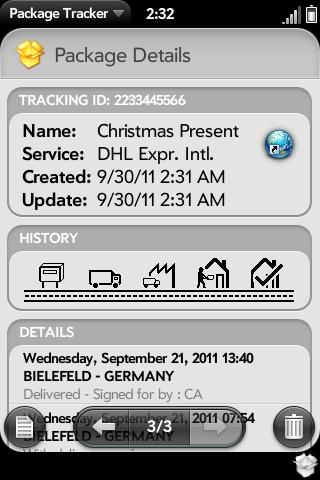 Package Tracker 2:32
Package Details
TRACKING ID: 2233445566
Name: Christmas Present
Service: DHL Expr. Intl.
Created: 9/30/11 2:31 AM
Update: 9/30/11 2:31 AM
HISTORY
DETAILS
Wednesday, September 21, 2011 13:40
BIELEFELD - GERMANY
Delivered - Signed for by : CA
Wednesday, September 21, 2011 07:54
BIELEFELD - GERMANY
3/3